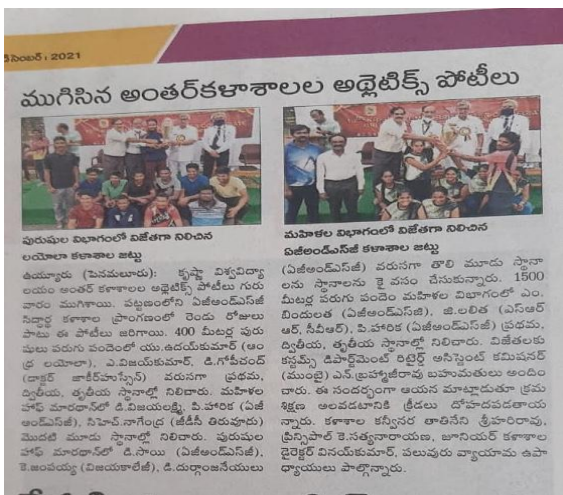 డిసెంబర్ : 2021
ముగిసిన అంతర్‌కళాశాలల అథ్లెటిక్స్ పోటీలు
పురుషుల విభాగంలో విజేతగా నిలిచిన
లయోలా కళాశాల జట్టు
మహిళల విభాగంలో విజేతగా నిలిచిన
ఏజీఅండ్‌ఎస్‌జీ కళాశాల జట్టు
ఉయ్యూరు (పెనమలూరు): కృష్ణా విశ్వవిద్యా
లయం అంతర్ కళాశాలల అథ్లెటిక్స్ పోటీలు గురు
వారం ముగిశాయి. పట్టణంలోని ఏజీఅండ్‌ఎస్‌జీ
సిద్ధార్థ కళాశాల ప్రాంగణంలో రెండు రోజులు
పాటు ఈ పోటీలు జరిగాయి. 400 మీటర్ల పురు
షులు పరుగు పందెంలో యు.ఉదయ్‌కుమార్ (ఆం
ధ్ర లయోలా), ఎ.విజయ్‌కుమార్, డి.గోపీచంద్
(డాక్టర్ జాకీర్‌హుస్సేన్) వరుసగా ప్రథమ,
ద్వితీయ, తృతీయ స్థానాల్లో నిలిచారు. మహిళల
హాఫ్ మారథాన్‌లో డి.విజయలక్ష్మి, పి.హారిక (ఏజీ
అండ్‌ఎస్‌జీ), సిహెచ్.నాగేంద్ర (జీడీసీ తిరువూరు)
మొదటి మూడు స్థానాల్లో నిలిచారు. పురుషుల
హాఫ్ మారథాన్‌లో డి.సాయి (ఏజీఅండ్‌ఎస్‌జీ),
కె.జంపయ్య (విజయకాలేజీ), డి.దుర్గాంజనేయులు
(ఏజీఅండ్‌ఎస్‌జీ) వరుసగా తొలి మూడు స్థానా
లను స్థానాలను కైవసం చేసుకున్నారు. 1500
మీటర్ల పరుగు పందెం మహిళల విభాగంలో ఎం.
బిందులత (ఏజీఅండ్‌ఎస్‌జి), జి.లలిత (ఎస్ఆర్
ఆర్, సీవీఆర్). పి.హారిక (ఏజీఅండ్‌ఎస్‌జీ) ప్రథమ,
ద్వితీయ, తృతీయ స్థానాల్లో నిలిచారు. విజేతలకు
కస్టమ్స్ డిపార్ట్‌మెంట్ రిటైర్డ్ అసిస్టెంట్ కమిషనర్
(ముంబై) ఎన్.బ్రహ్మాజీరావు బహుమతులు అందిం
చారు. ఈ సందర్భంగా ఆయన మాట్లాడుతూ క్రమ
శిక్షణ అలవడటానికి క్రీడలు దోహదపడతాయ
న్నారు. కళాశాల కన్వీనర్ తాతినేని శ్రీహరిరావు,
ప్రిన్సిపాల్ కె.సత్యనారాయణ, జూనియర్ కళాశాల
డైరెక్టర్ వినయ్‌కుమార్, పలువురు వ్యాయామ ఉపా
ధ్యాయులు పాల్గొన్నారు.